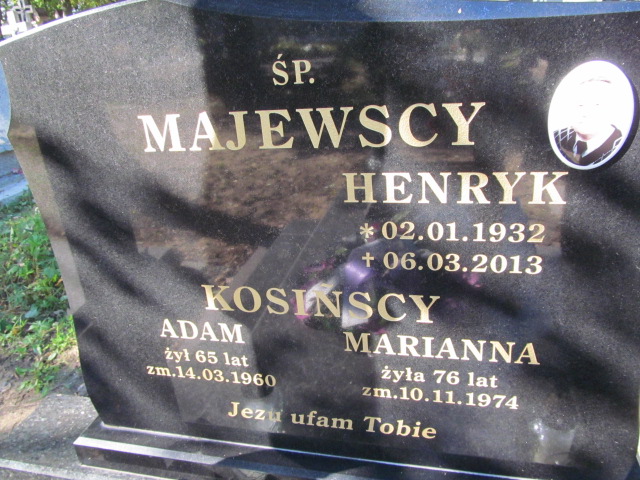 ŚP.
MAJEWSCY
HENRYK
* 02.01.1932
✝ 06.03.2013
KOSIŃSCY
ADAM
żył 65 lat
zm.14.03.1960
MARIANNA
żyła 76 lat
zm.10.11.1974
Jezu ufam Tobie